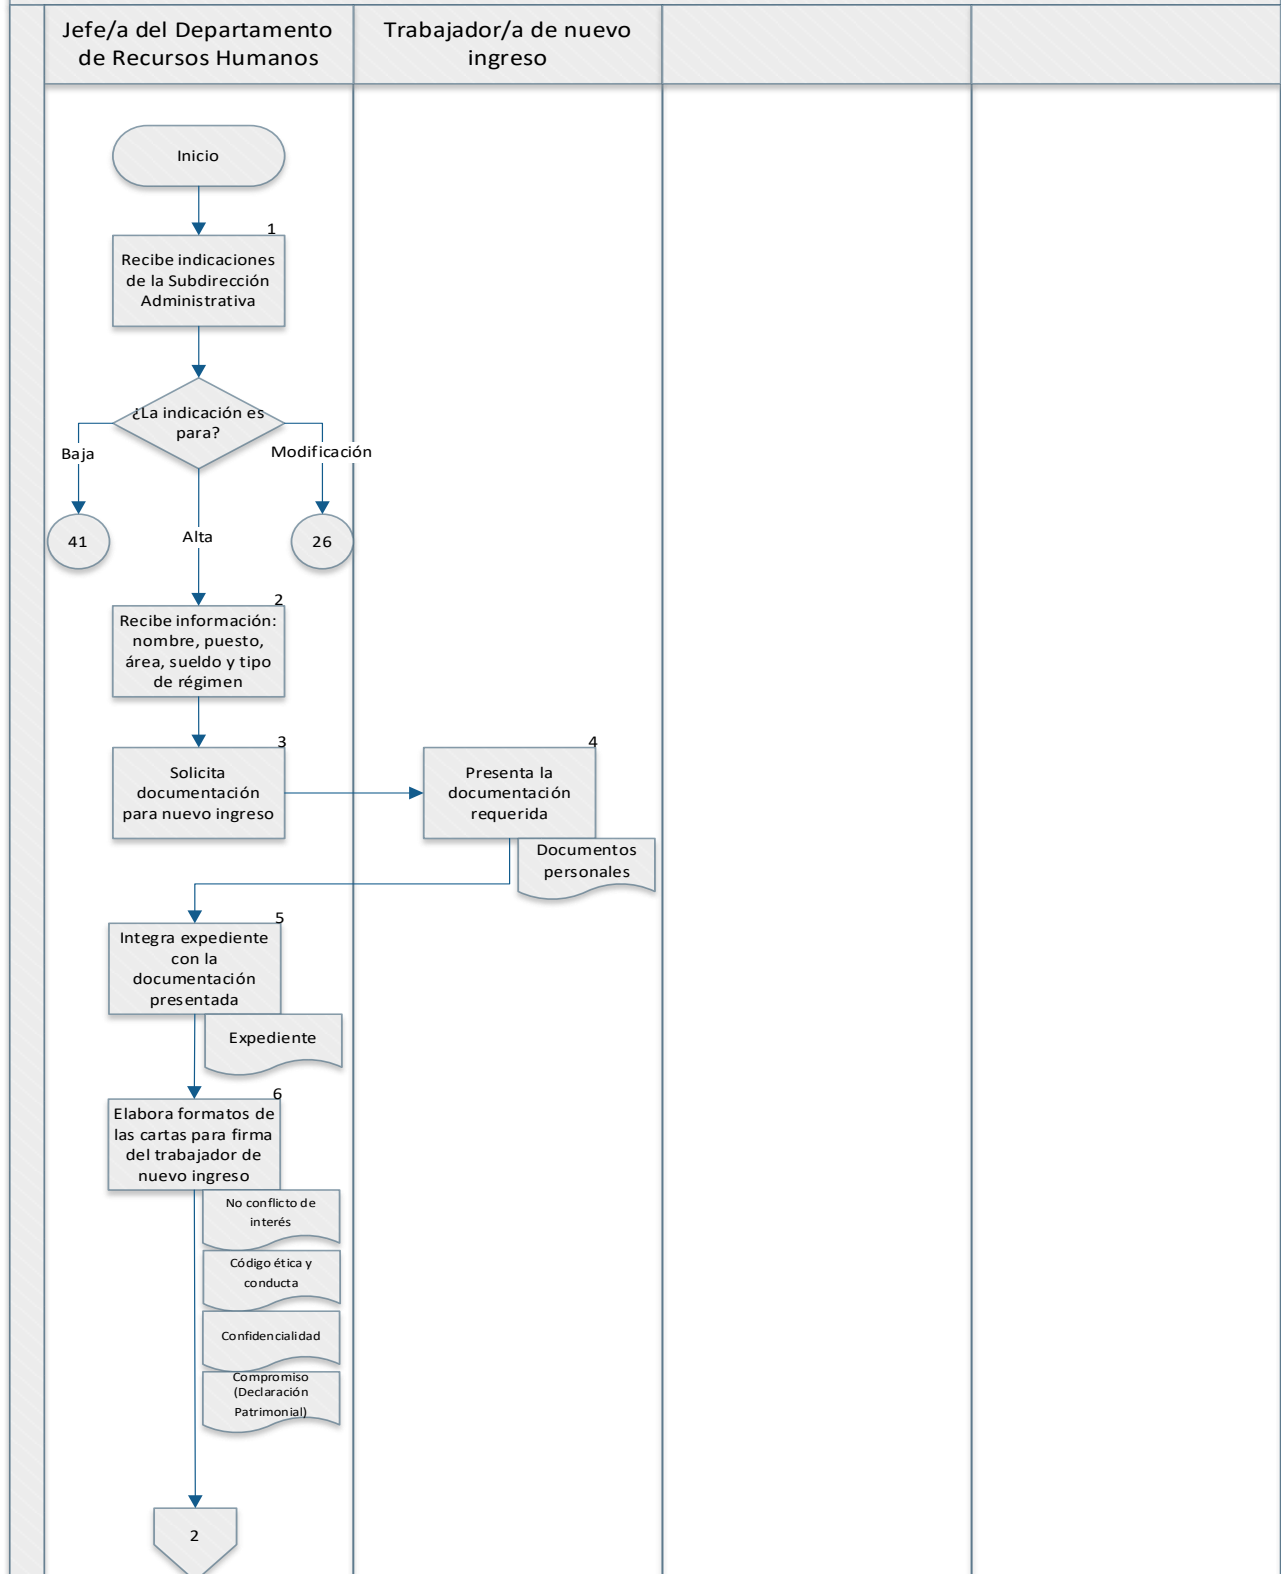 Jefe/a del Departamento
de Recursos Humanos
Trabajador/a de nuevo
ingreso
Inicio
1
Recibe indicaciones
de la Subdirección
Administrativa
¿La indicación es
para?
Baja
Modificación
41
Alta
26
2
Recibe información:
nombre, puesto,
área, sueldo y tipo
de régimen
3
Solicita
documentación
para nuevo ingreso
4
Presenta la
documentación
requerida
Documentos
personales
5
Integra expediente
con la
documentación
presentada
Expediente
6
Elabora formatos de
las cartas para firma
del trabajador de
nuevo ingreso
No conflicto de
interés
Código ética y
conducta
Confidencialidad
Compromiso
(Declaración
Patrimonial)
2